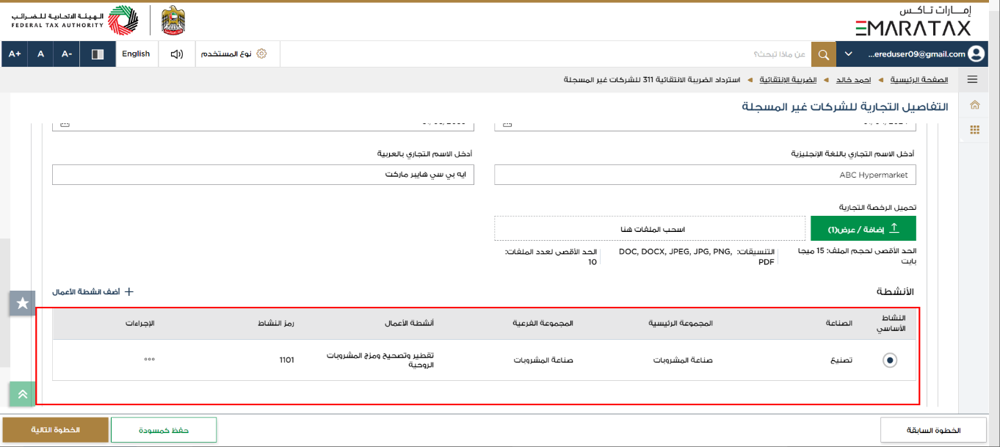 إمـــارات تـاكــس
EMARATAX
الهيئة الاتحادية للضرائب
FEDERAL TAX AUTHORITY
...ereduser09@gmail.com
عن ماذا تبحث؟
نوع المستخدم
English
A-
A
A+
الصفحة الرئيسية ◄ احمد خالد ◄ الضريبة الإنتقائية ◄ استرداد الضريبة الانتقائية 311 للشركات غير المسجلة
التفاصيل التجارية للشركات غير المسجلة
أدخل الاسم التجاري باللغة الإنجليزية
أدخل الاسم التجاري بالعربية
ABC Hypermarket
ايه بي سي هايبر ماركت
تحميل الرخصة التجارية
إضافة / عرض(1)
اسحب الملفات هنا
الحد الأقصى لحجم الملف: 15 ميجا
بايت
التنسيقات: DOC, DOCX, JPEG, JPG, PNG,
PDF
الحد الأقصى لعدد الملفات:
10
الأنشطة
+ أضف انشطة الأعمال
النشاط
الأساسي
الصناعة
المجموعة الرئيسية
المجموعة الفرعية
أنشطة الأعمال
رمز النشاط
الإجراءات
تصنيع
صناعة المشروبات
صناعة المشروبات
تقطير وتصحيح ومزج المشروبات
الروحية
1101
الخطوة السابقة
حفظ كمسودة
الخطوة التالية